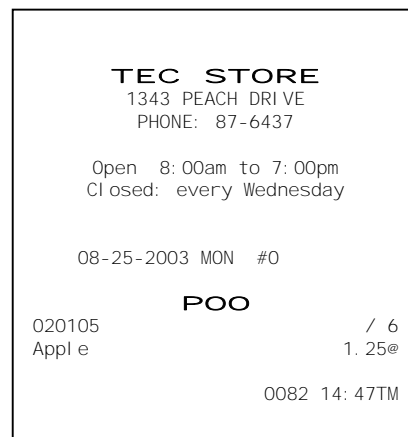 TEC STORE
1343 PEACH DRIVE
PHONE: 87-6437
Open 8:00am to 7:00pm
Closed: every Wednesday
08-25-2003 MON #0
POO
020105 / 6
Apple 1.25@
0082 14:47TM